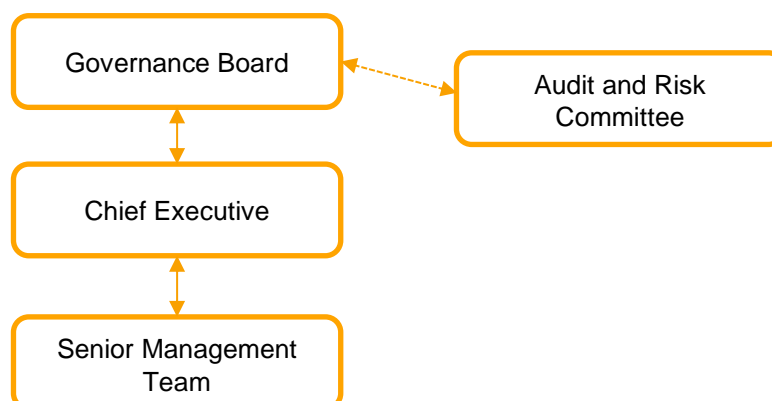 Governance Board
Audit and Risk
Committee
Chief Executive
Senior Management
Team